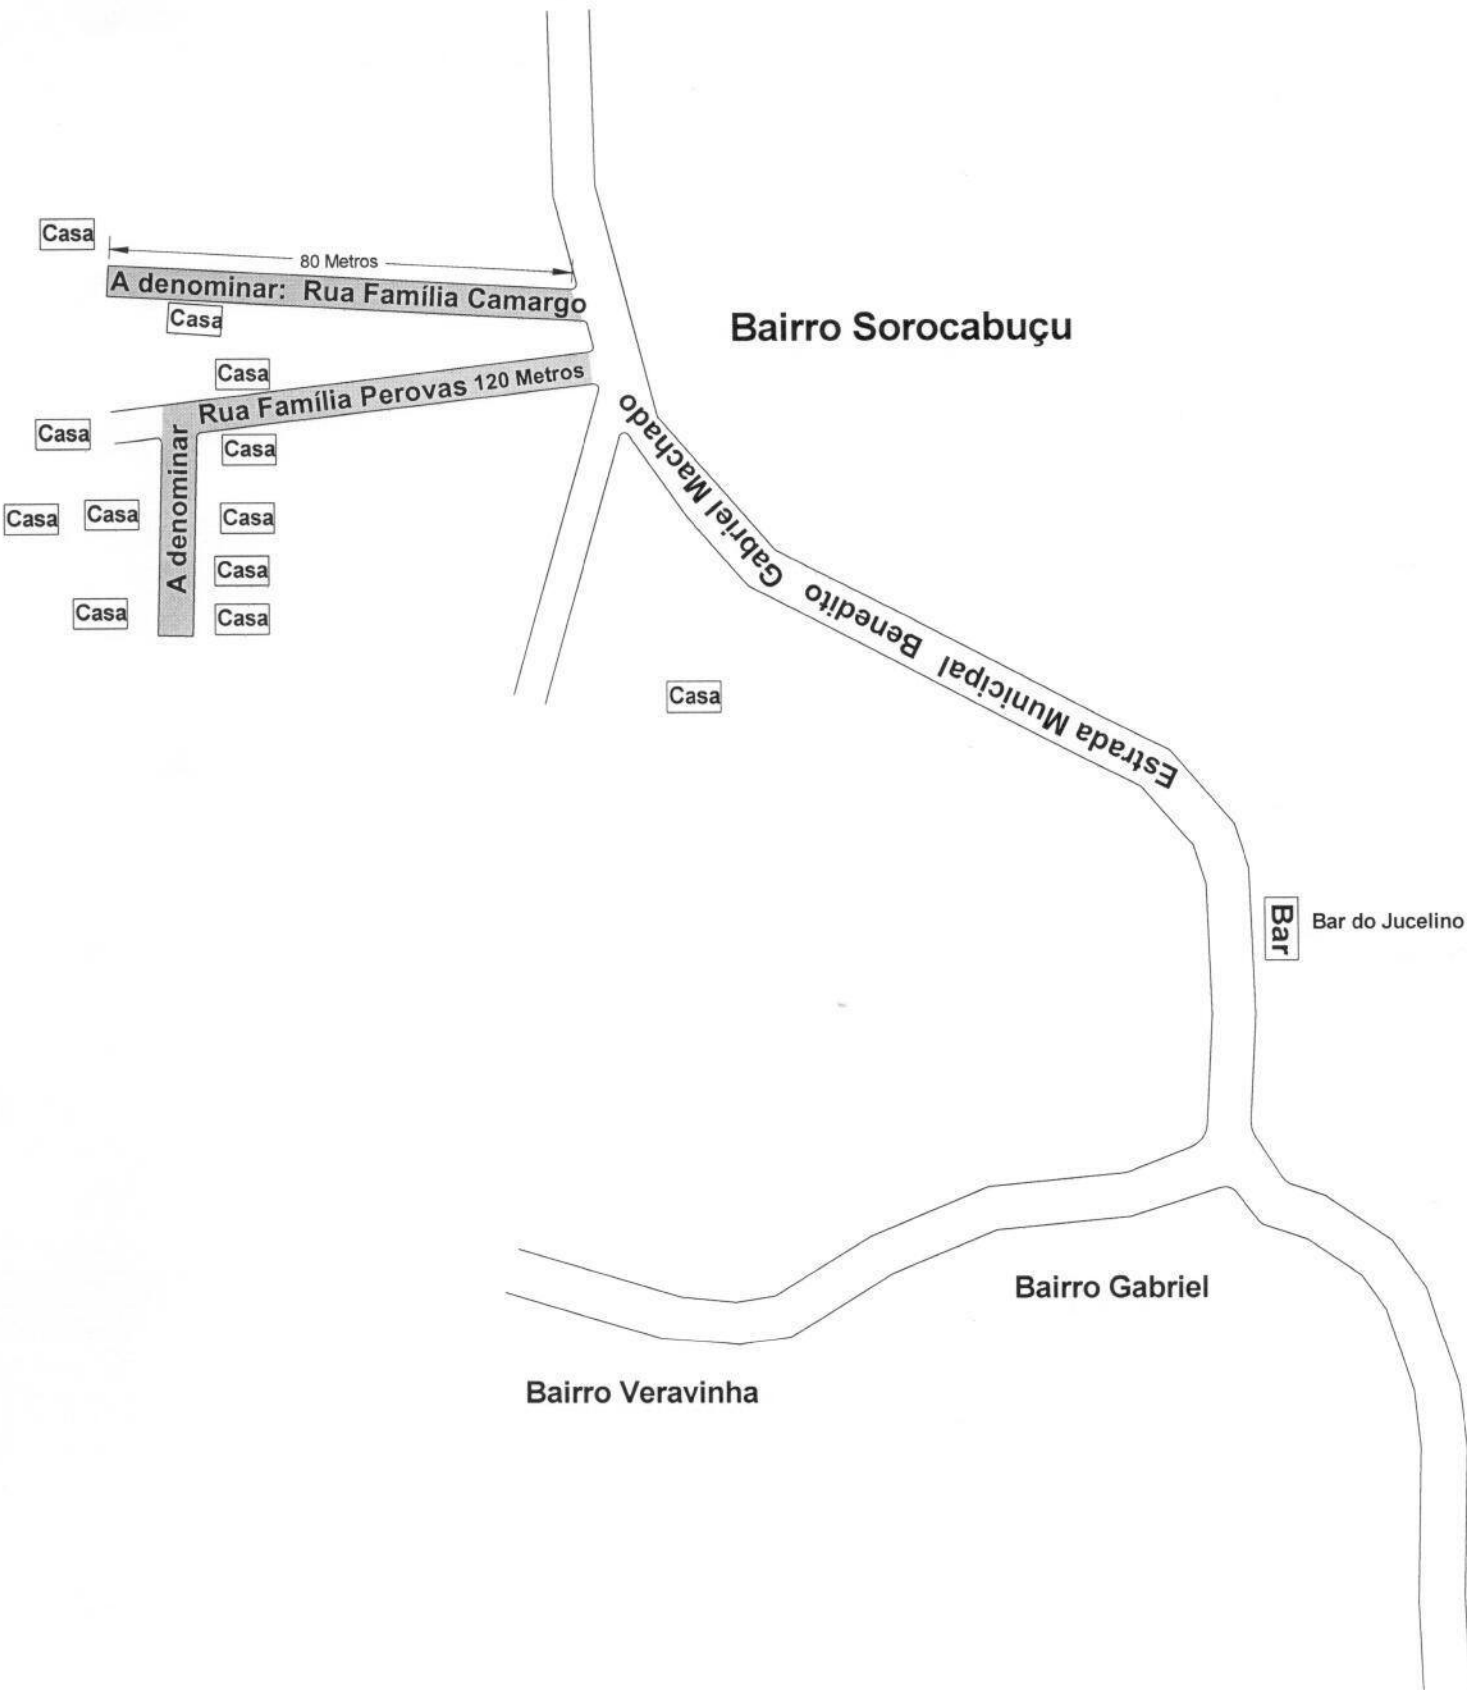 Casa
80 Metros
A denominar: Rua Família Camargo
Casa
Bairro Sorocabuçu
Casa
Rua Família Perovas 120 Metros
A denominar
Casa
Casa
Casa
Casa
Casa
Casa
Casa
Casa
Estrada Municipal Benedito Gabriel Machado
Casa
Casa
Bar
Bar do Jucelino
Bairro Gabriel
Bairro Veravinha